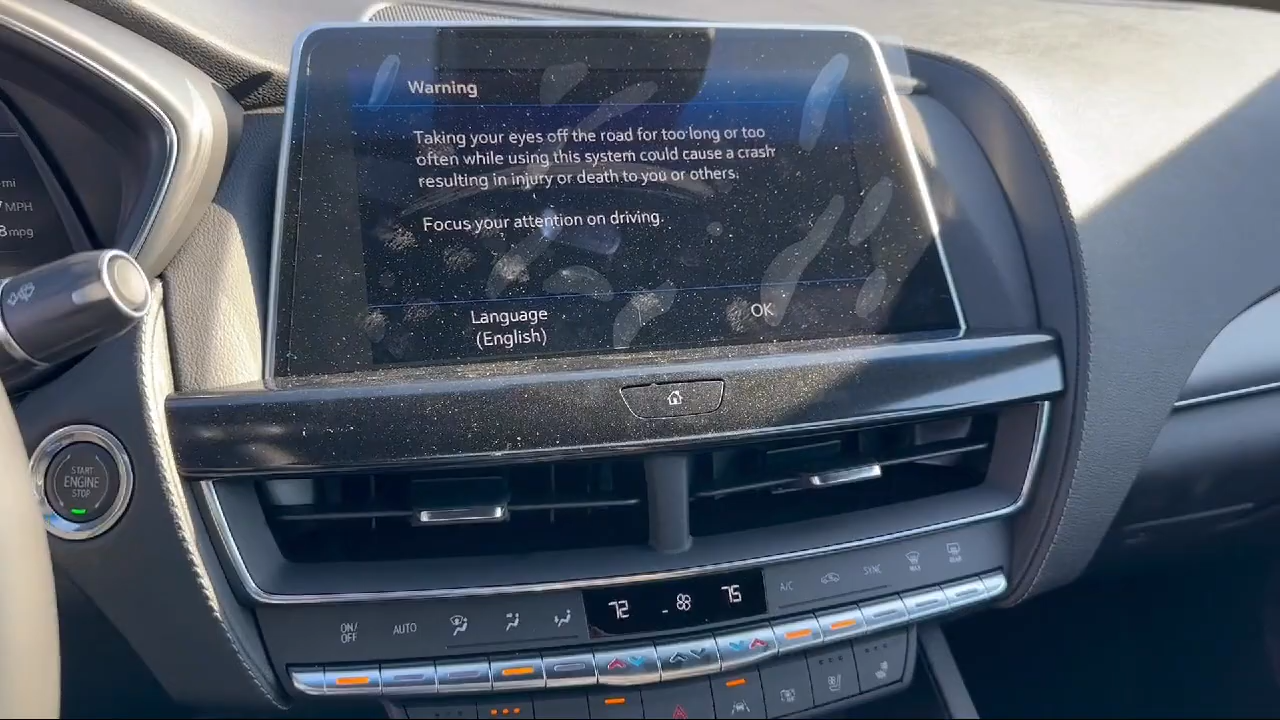 Warning
Taking your eyes off the road for too long or too
often while using this system could cause a crash
resulting in injury or death to you or others.
Focus your attention on driving.
Language
(English)
OK
mi
MPH
mpg
START
ENGINE
STOP
72
75
ON/
OFF
AUTO
A/C
SYNC
MAX
REAR